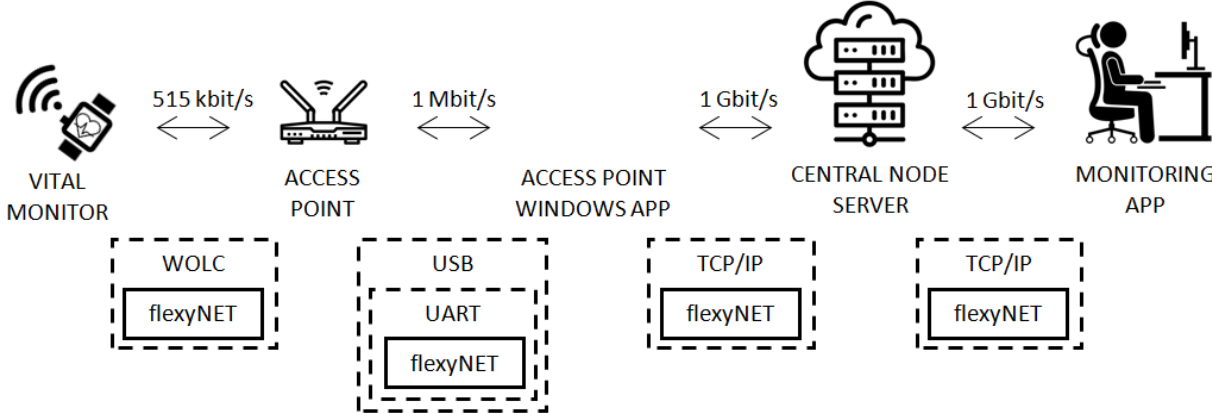 515 kbit/s
1 Mbit/s
1 Gbit/s
1 Gbit/s
VITAL
MONITOR
ACCESS
POINT
ACCESS POINT
WINDOWS APP
CENTRAL NODE
SERVER
MONITORING
APP
WOLC
flexyNET
USB
UART
flexyNET
TCP/IP
flexyNET
TCP/IP
flexyNET